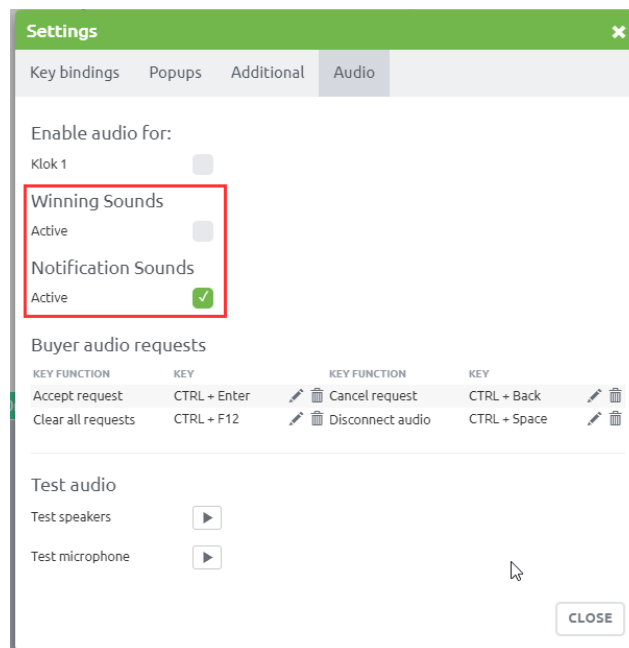 Settings
Key bindings Popups Additional Audio
Enable audio for:
Klok 1
Winning Sounds
Active
Notification Sounds
Active
Buyer audio requests
KEY FUNCTION KEY KEY FUNCTION KEY
Accept request CTRL + Enter Cancel request CTRL + Back
Clear all requests CTRL + F12 Disconnect audio CTRL + Space
Test audio
Test speakers
Test microphone
CLOSE